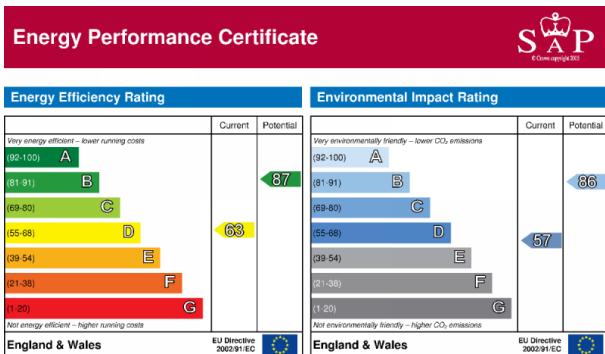 Energy Performance Certificate
SAP
© Crown copyright 2005
Energy Efficiency Rating
Current Potential
Very energy efficient – lower running costs
(92-100) A
(81-91) B
87
(69-80) C
(55-68) D
63
(39-54) E
(21-38) F
(1-20) G
Not energy efficient – higher running costs
England & Wales
EU Directive
2002/91/EC
Environmental Impact Rating
Current Potential
Very environmentally friendly – lower CO₂ emissions
(92-100) A
(81-91) B
86
(69-80) C
(55-68) D
57
(39-54) E
(21-38) F
(1-20) G
Not environmentally friendly – higher CO₂ emissions
England & Wales
EU Directive
2002/91/EC